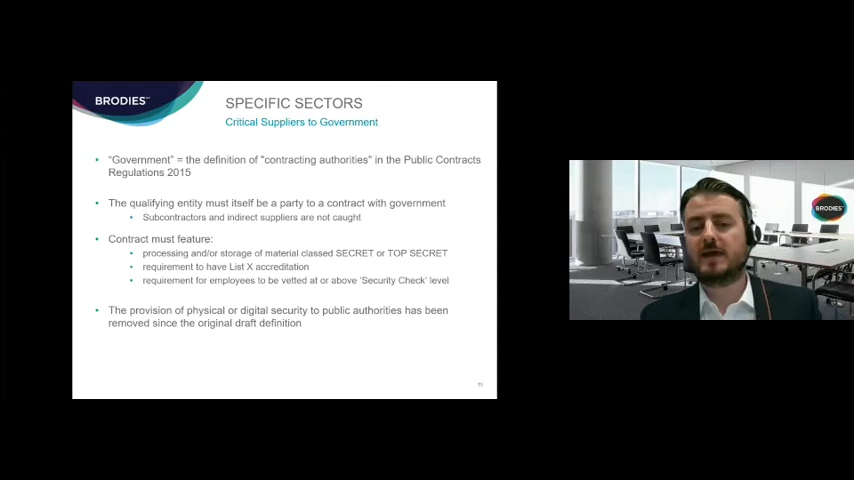 BRODIES LLP
SPECIFIC SECTORS
Critical Suppliers to Government
• "Government" = the definition of "contracting authorities" in the Public Contracts
Regulations 2015
• The qualifying entity must itself be a party to a contract with government
• Subcontractors and indirect suppliers are not caught
• Contract must feature:
• processing and/or storage of material classed SECRET or TOP SECRET
• requirement to have List X accreditation
• requirement for employees to be vetted at or above 'Security Check' level
• The provision of physical or digital security to public authorities has been
removed since the original draft definition
BRODIES